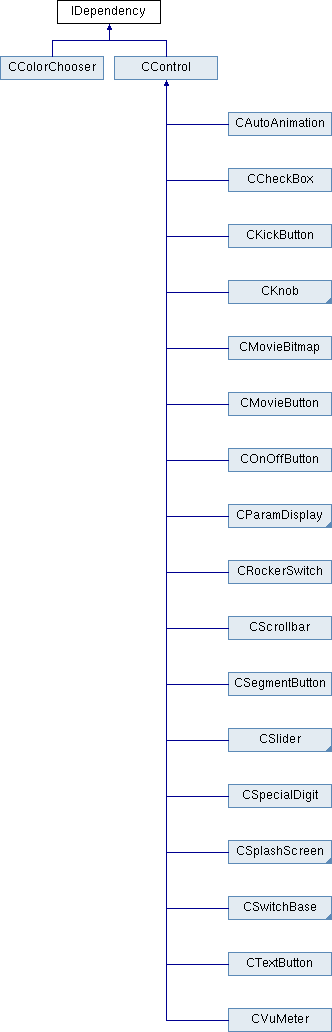 IDependency
CColorChooser
CControl
CAutoAnimation
CCheckBox
CKickButton
CKnob
CMovieBitmap
CMovieButton
COnOffButton
CParamDisplay
CRockerSwitch
CScrollbar
CSegmentButton
CSlider
CSpecialDigit
CSplashScreen
CSwitchBase
CTextButton
CVuMeter